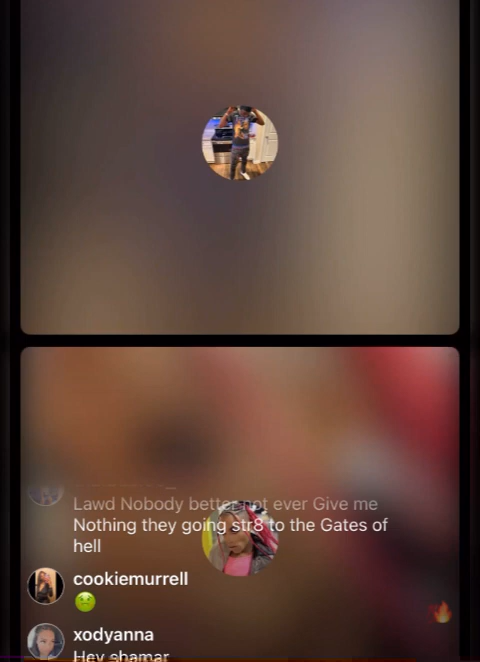 Lawd Nobody better not ever Give me
Nothing they going str8 to the Gates of
hell
cookiemurrell
🤢
xodyanna
Hey shamar